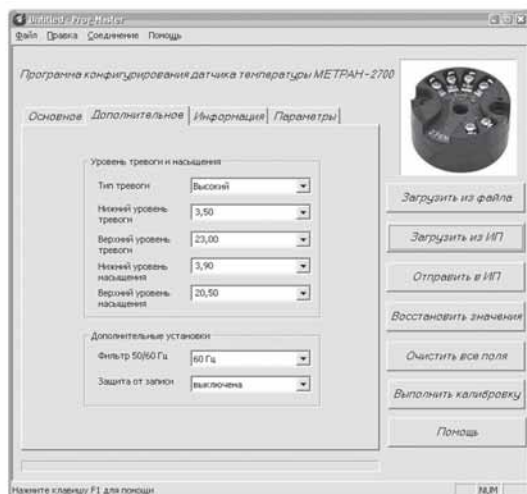 Untitled - Prog_Master
Файл Правка Соединение Помощь
Программа конфигурирования датчика температуры МЕТРАН-2700
Основное Дополнительное Информация Параметры
Уровень тревоги и насыщения
Тип тревоги Высокий
Нижний уровень тревоги 3,50
Верхний уровень тревоги 23,00
Нижний уровень насыщения 3,90
Верхний уровень насыщения 20,50
Дополнительные установки
Фильтр 50/60 Гц 60 Гц
Защита от записи выключена
Загрузить из файла
Загрузить из ИП
Отправить в ИП
Восстановить значения
Очистить все поля
Выполнить калибровку
Помощь
Нажмите клавишу F1 для помощи NUM